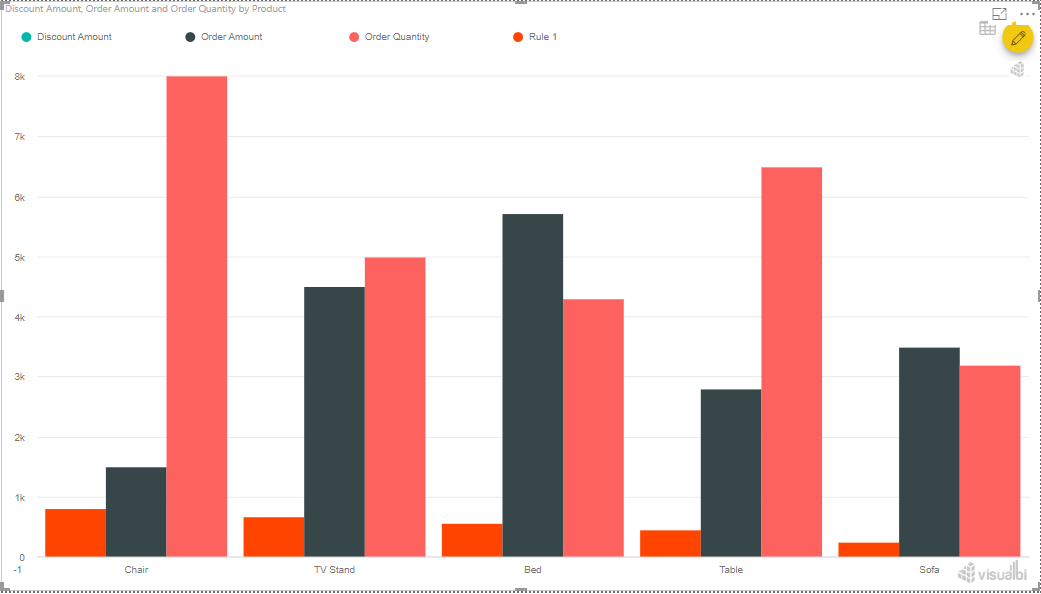 Discount Amount, Order Amount and Order Quantity by Product
Discount Amount Order Amount Order Quantity Rule 1
8k
7k
6k
5k
4k
3k
2k
1k
0
-1 Chair TV Stand Bed Table Sofa
visualbi